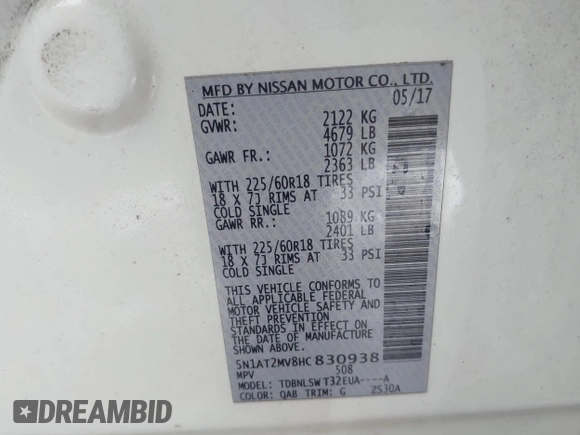 MFD BY NISSAN MOTOR CO., LTD.
DATE: 05/17
GVWR: 2122 KG
4679 LB
GAWR FR.: 1072 KG
2363 LB
WITH 225/60R18 TIRES
18 X 7J RIMS AT 33 PSI
COLD SINGLE
GAWR RR.: 1089 KG
2401 LB
WITH 225/60R18 TIRES
18 X 7J RIMS AT 33 PSI
COLD SINGLE
THIS VEHICLE CONFORMS TO
ALL APPLICABLE FEDERAL
MOTOR VEHICLE SAFETY AND
THEFT PREVENTION
STANDARDS IN EFFECT ON
THE DATE OF MANUFACTURE
SHOWN ABOVE.
5N1AT2MV8HC830938
MPV S08
MODEL: TDBNLSWT32EUA----A
COLOR: QAB TRIM: G 2S30A
DREAMBID
DREAMBID.COM